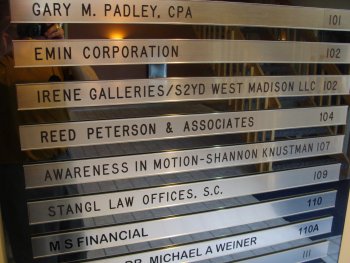 GARY M. PADLEY, CPA 101
EMIN CORPORATION 102
IRENE GALLERIES/S2YD WEST MADISON LLC 102
REED PETERSON & ASSOCIATES 104
AWARENESS IN MOTION-SHANNON KNUSTMAN 107
STANGL LAW OFFICES, S.C. 109
M S FINANCIAL 110
DR. MICHAEL A WEINER 110A
111